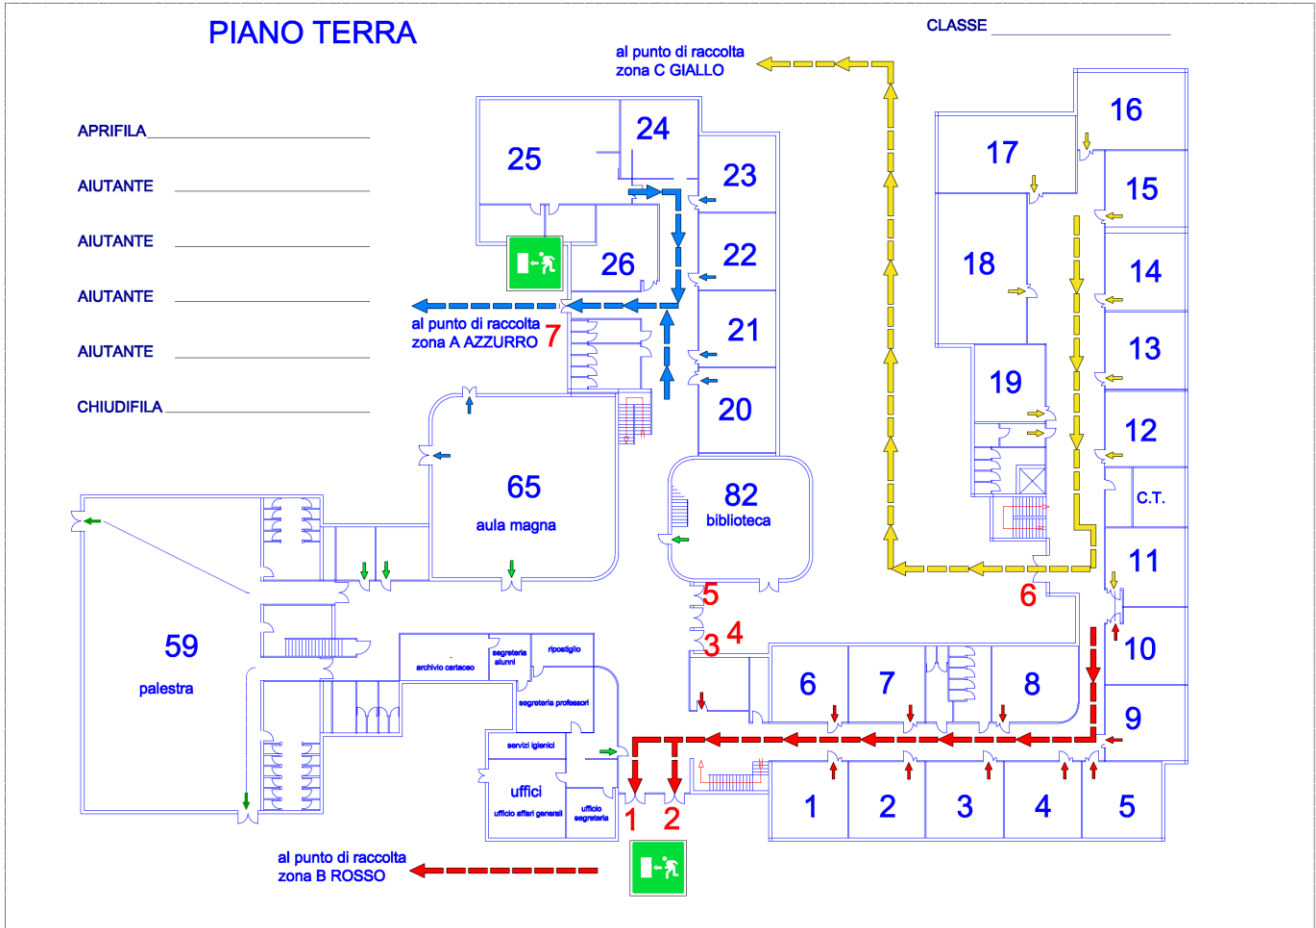 PIANO TERRA
CLASSE
al punto di raccolta
zona C GIALLO
APRIFILA
AIUTANTE
AIUTANTE
AIUTANTE
AIUTANTE
CHIUDIFILA
16
24
17
25
23
15
22
26
18
14
al punto di raccolta
zona A AZZURRO
7
21
13
19
20
12
65
aula magna
82
biblioteca
C.T.
11
5
6
4
3
59
palestra
10
archivio cartaceo
segreteria
alunni
ripostiglio
6
7
8
segreteria professori
9
servizi igienici
uffici
ufficio affari generali
ufficio
segreteria
1
2
1
2
3
4
5
al punto di raccolta
zona B ROSSO